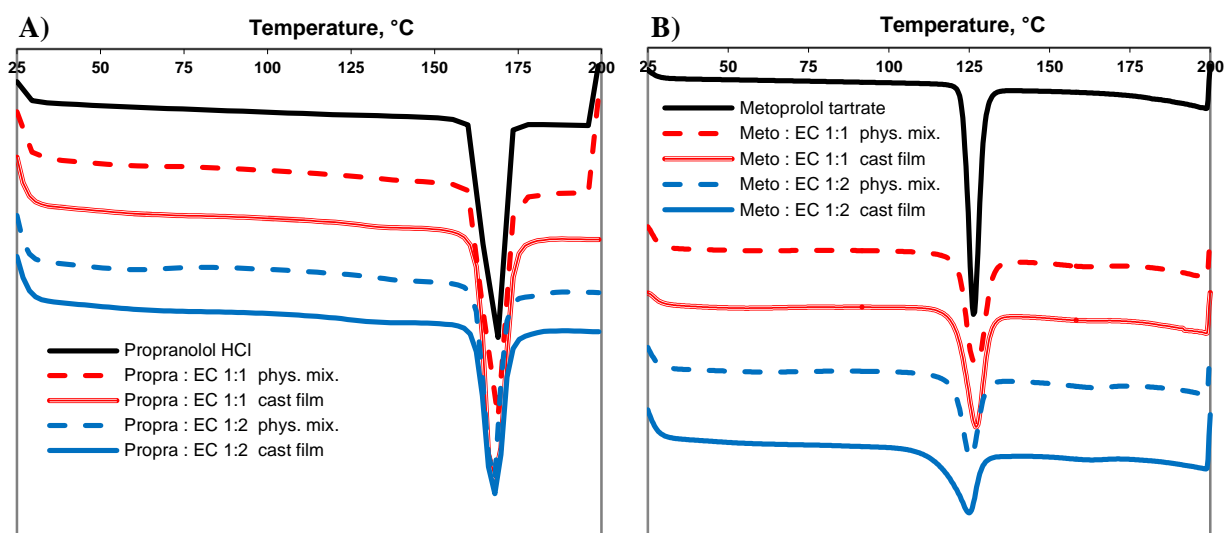 A)
Temperature, °C
25 50 75 100 125 150 175 200
Propranolol HCl
Propra : EC 1:1 phys. mix.
Propra : EC 1:1 cast film
Propra : EC 1:2 phys. mix.
Propra : EC 1:2 cast film
B)
Temperature, °C
25 50 75 100 125 150 175 200
Metoprolol tartrate
Meto : EC 1:1 phys. mix.
Meto : EC 1:1 cast film
Meto : EC 1:2 phys. mix.
Meto : EC 1:2 cast film